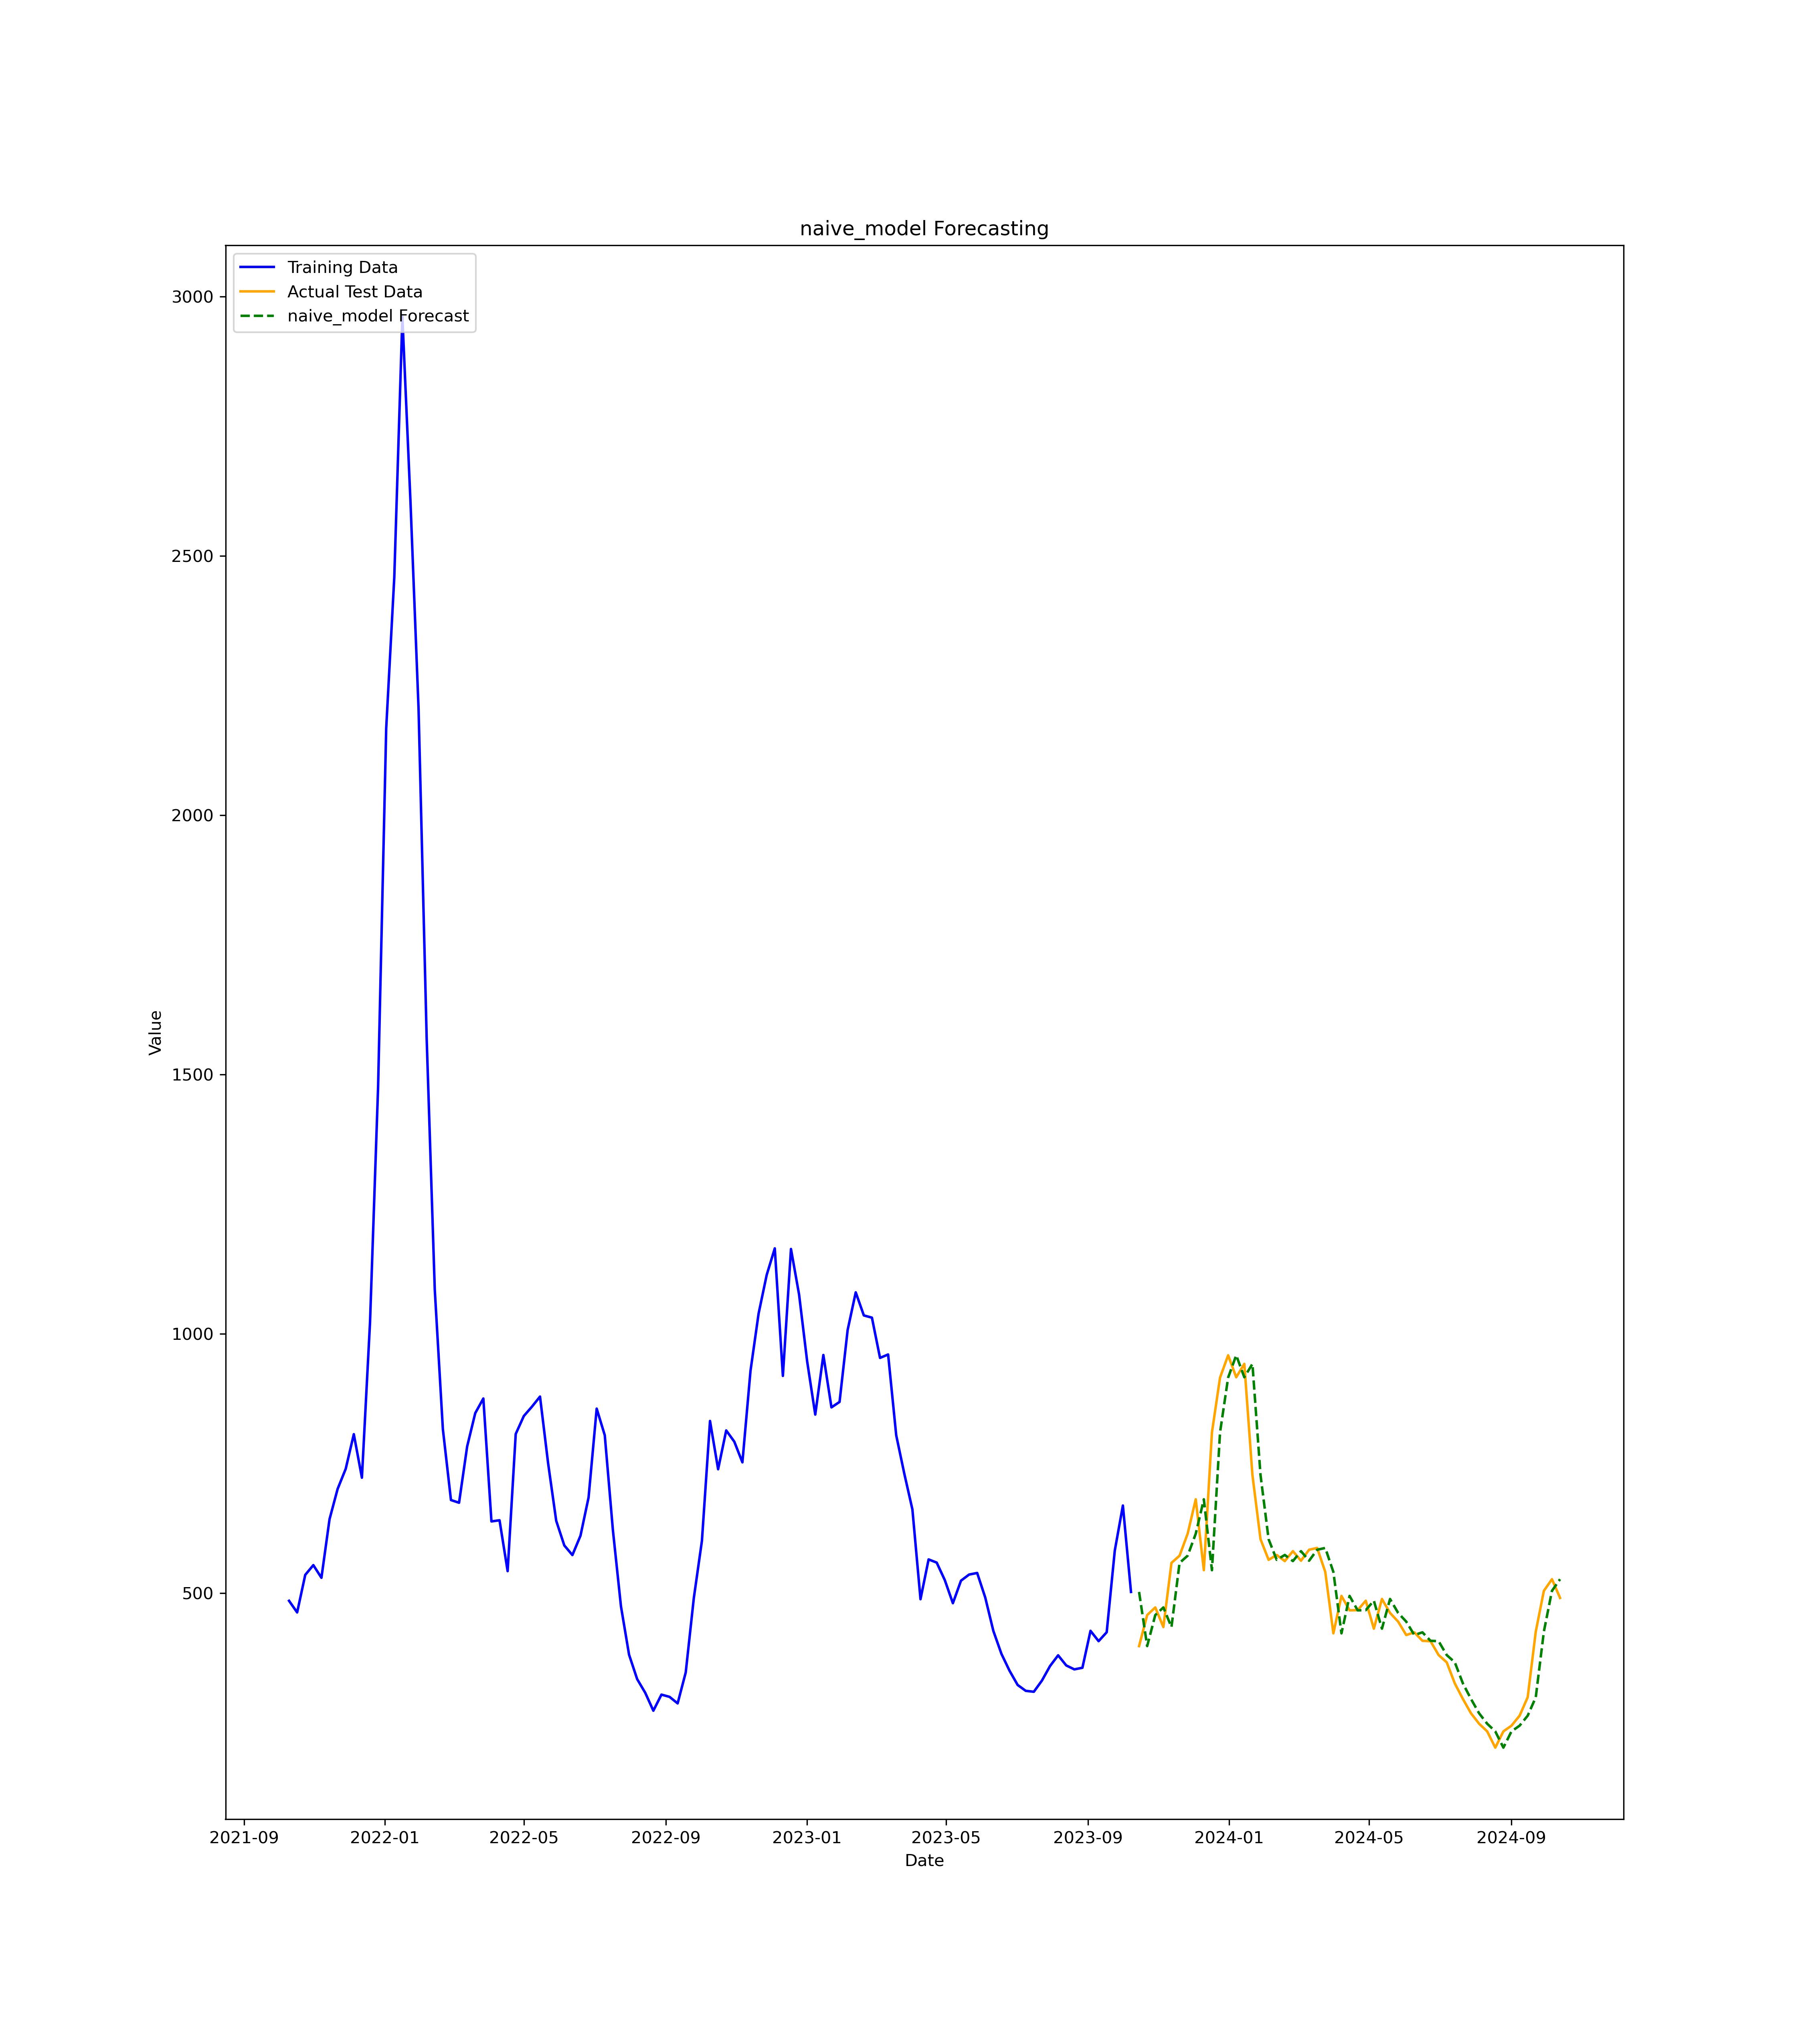 naive_model Forecasting
Training Data
Actual Test Data
naive_model Forecast
3000
2500
2000
1500
1000
500
Value
2021-09 2022-01 2022-05 2022-09 2023-01 2023-05 2023-09 2024-01 2024-05 2024-09
Date